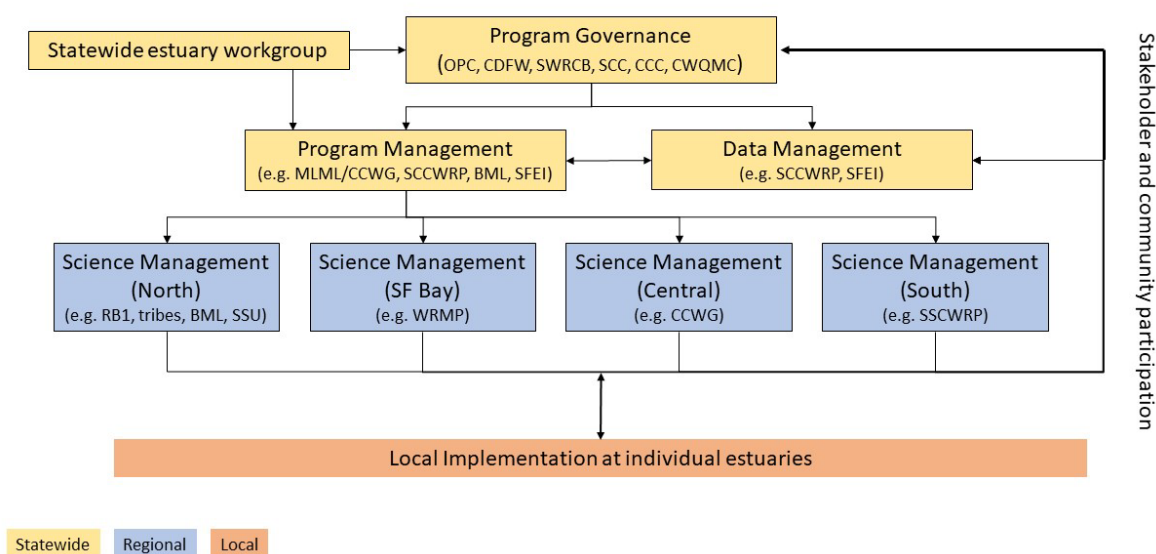 Statewide estuary workgroup
Program Governance
(OPC, CDFW, SWRCB, SCC, CCC, CWQMC)
Program Management
(e.g. MLML/CCWG, SCCWRP, BML, SFEI)
Data Management
(e.g. SCCWRP, SFEI)
Science Management
(North)
(e.g. RB1, tribes, BML, SSU)
Science Management
(SF Bay)
(e.g. WRMP)
Science Management
(Central)
(e.g. CCWG)
Science Management
(South)
(e.g. SSCWRP)
Stakeholder and community participation
Local Implementation at individual estuaries
Statewide
Regional
Local